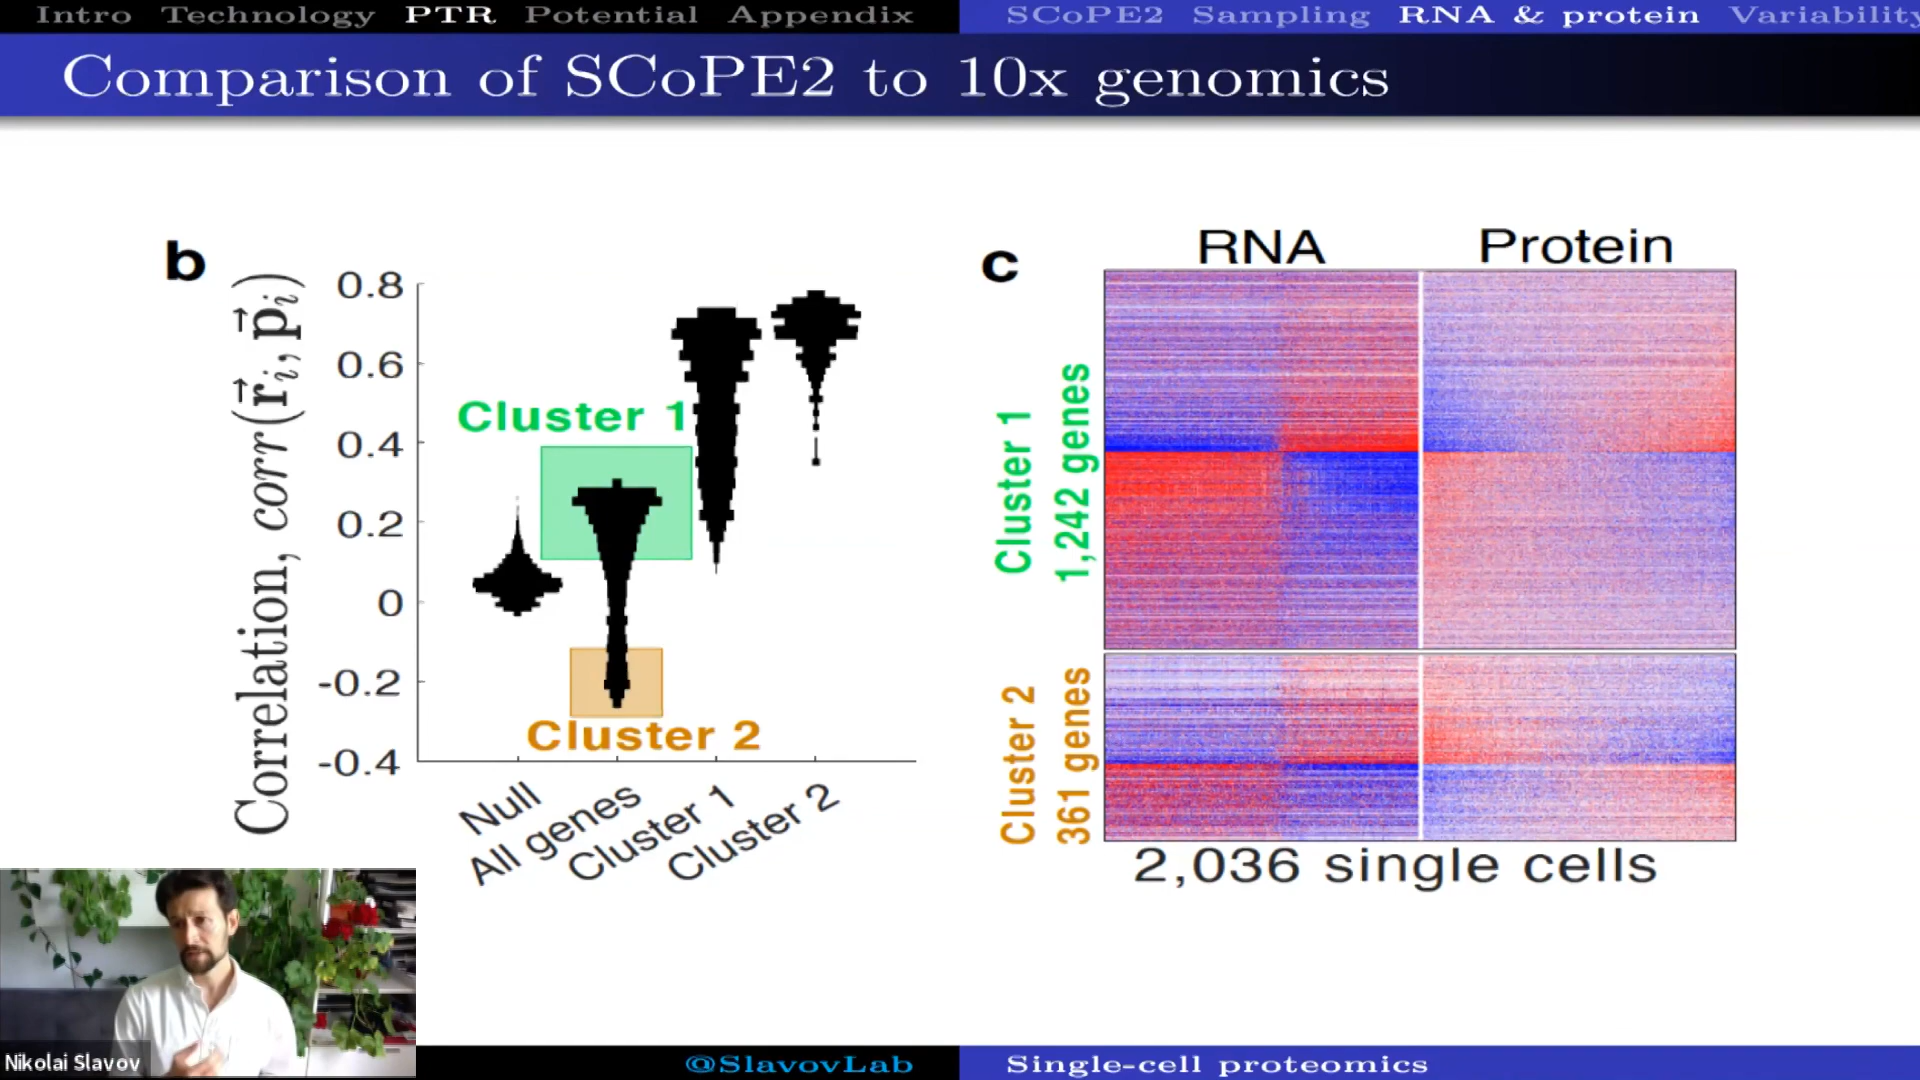 Intro Technology PTR Potential Appendix
SCoPE2 Sampling RNA & protein Variability
Comparison of SCoPE2 to 10x genomics
b
Correlation, corr(r⃗ᵢ, p⃗ᵢ)
0.8
0.6
0.4
0.2
0
-0.2
-0.4
Cluster 1
Cluster 2
Null
All genes
Cluster 1
Cluster 2
c
RNA
Protein
Cluster 1
1,242 genes
Cluster 2
361 genes
2,036 single cells
Nikolai Slavov
@SlavovLab
Single-cell proteomics